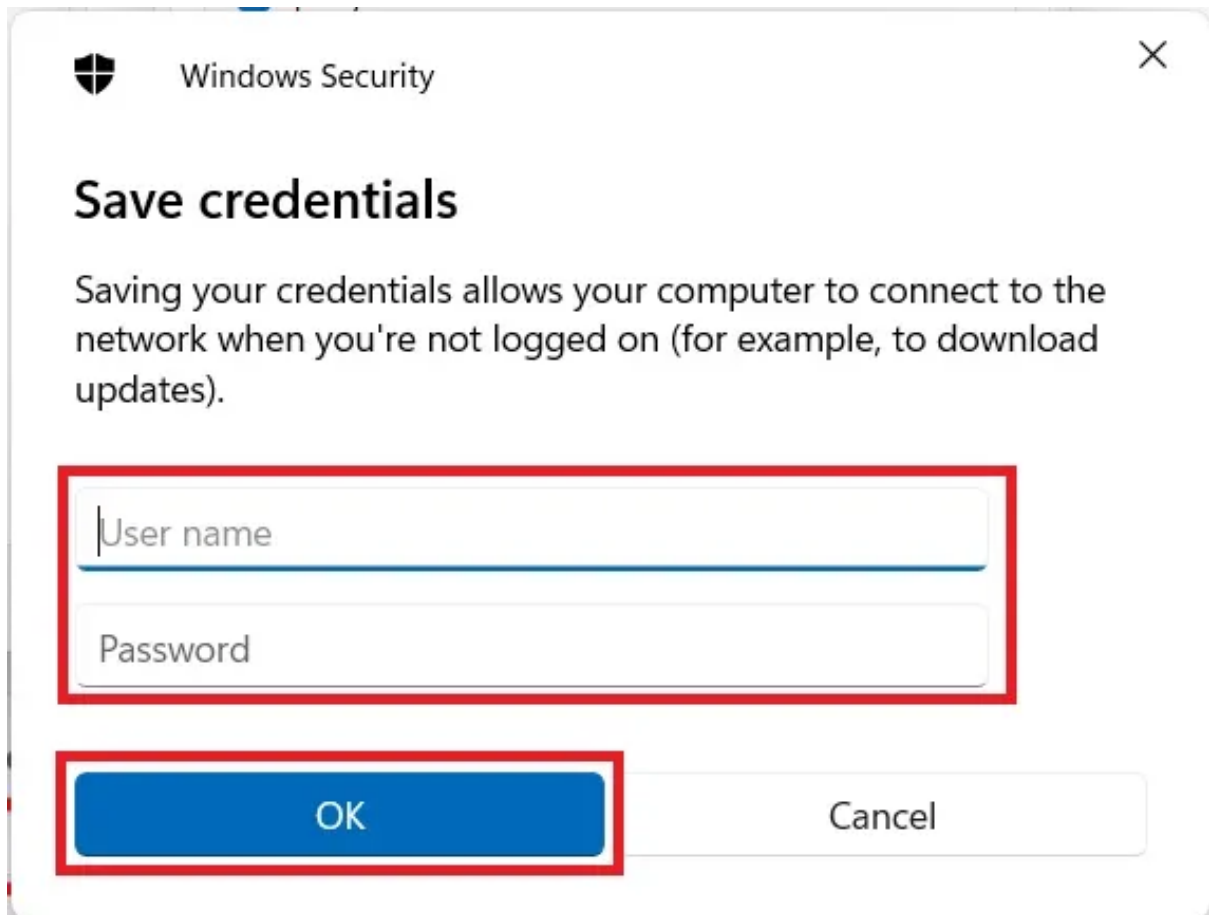 Windows Security
Save credentials
Saving your credentials allows your computer to connect to the
network when you're not logged on (for example, to download
updates).
User name
Password
OK
Cancel